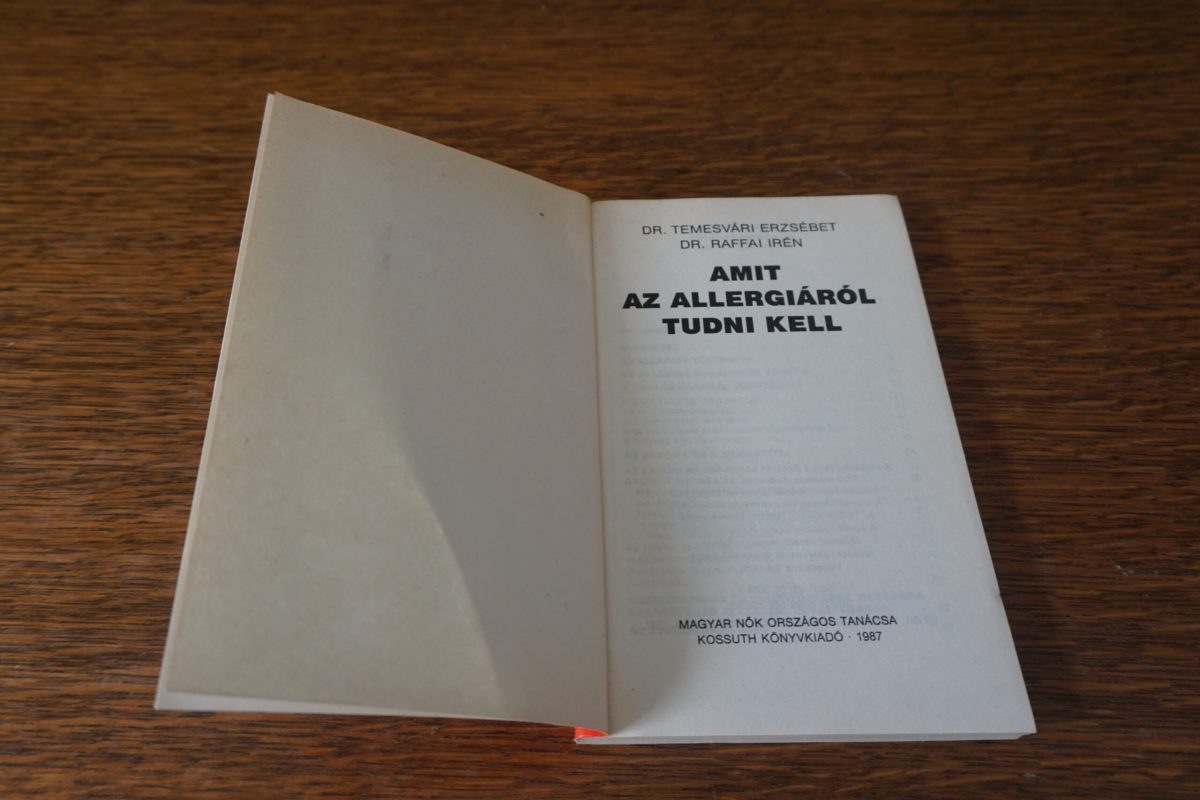 DR. TEMESVÁRI ERZSÉBET
DR. RAFFAI IRÉN
AMIT
AZ ALLERGIÁRÓL
TUDNI KELL
MAGYAR NŐK ORSZÁGOS TANÁCSA
KOSSUTH KÖNYVKIADÓ · 1987